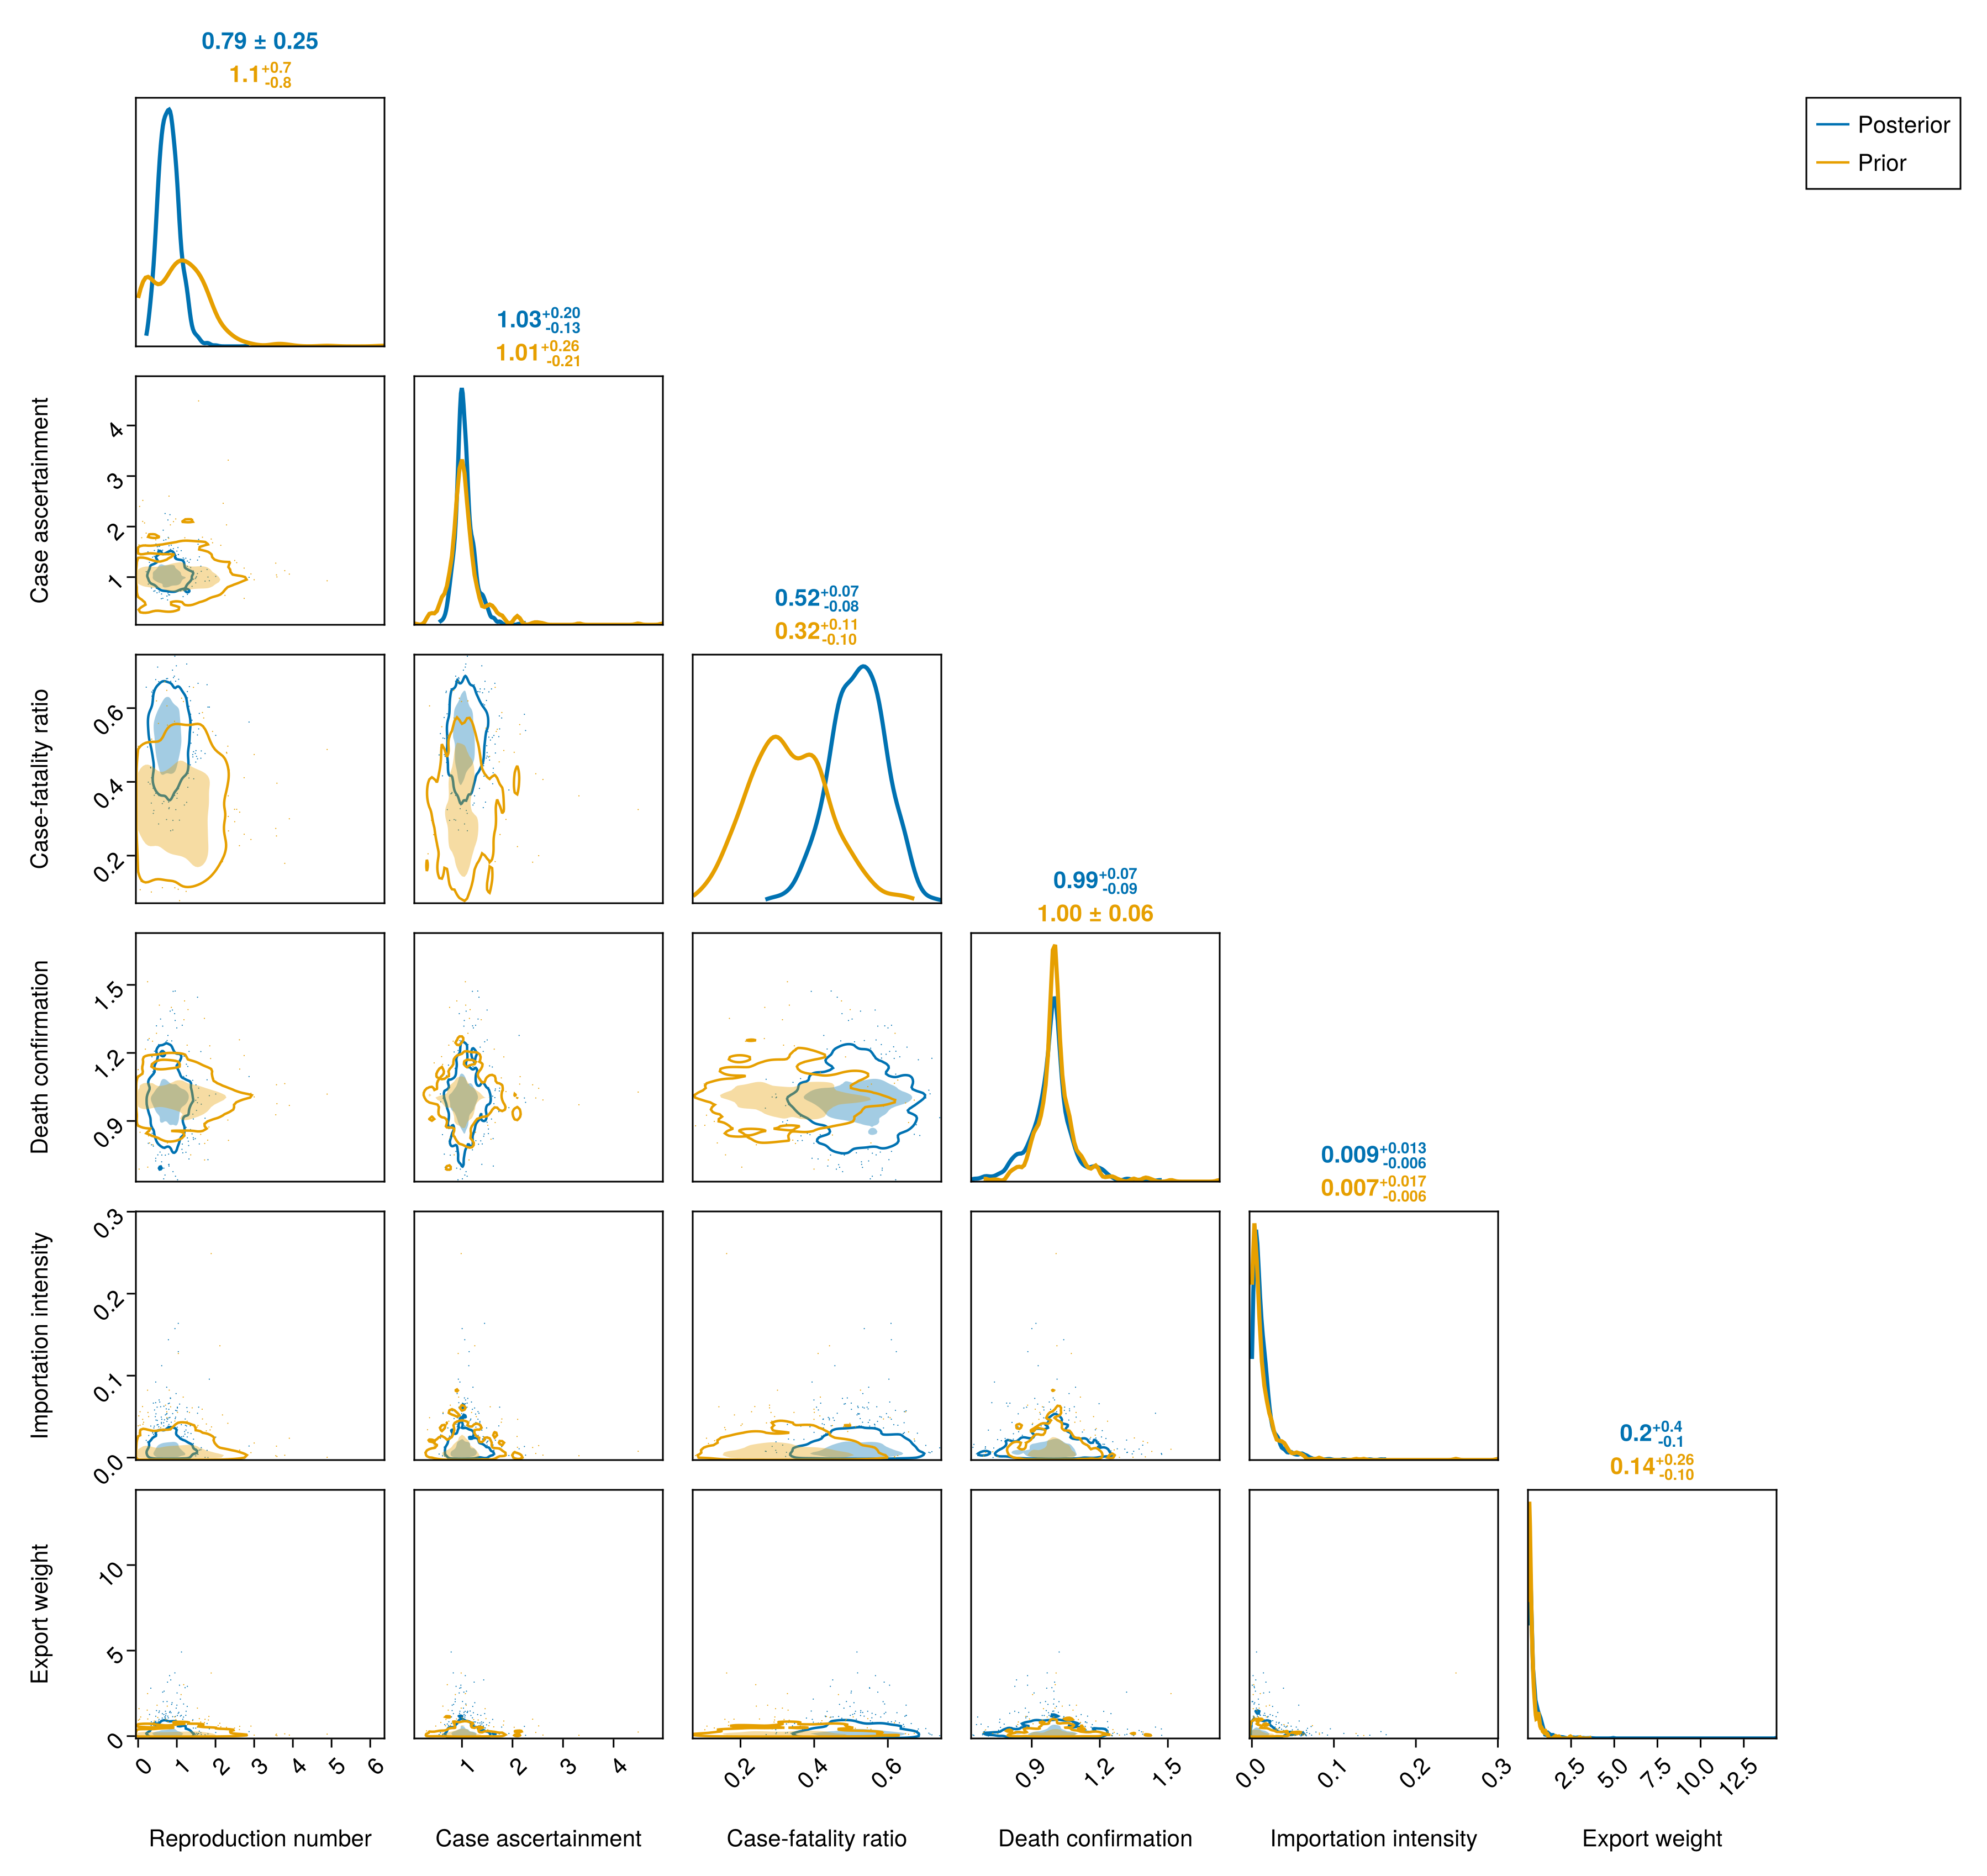 0.79 ± 0.25
1.1+0.7-0.8
Posterior
Prior
1.03+0.20-0.13
1.01+0.26-0.21
Case ascertainment
4
3
2
1
0.52+0.07-0.08
0.32+0.11-0.10
Case-fatality ratio
0.6
0.4
0.2
0.99+0.07-0.09
1.00 ± 0.06
Death confirmation
1.5
1.2
0.9
0.009+0.013-0.006
0.007+0.017-0.006
Importation intensity
0.3
0.2
0.1
0.0
0.2+0.4-0.1
0.14+0.26-0.10
Export weight
10
5
0
0 1 2 3 4 5 6
1 2 3 4
0.2 0.4 0.6
0.9 1.2 1.5
0.0 0.1 0.2 0.3
2.5 5.0 7.5 10.0 12.5
Reproduction number
Case ascertainment
Case-fatality ratio
Death confirmation
Importation intensity
Export weight